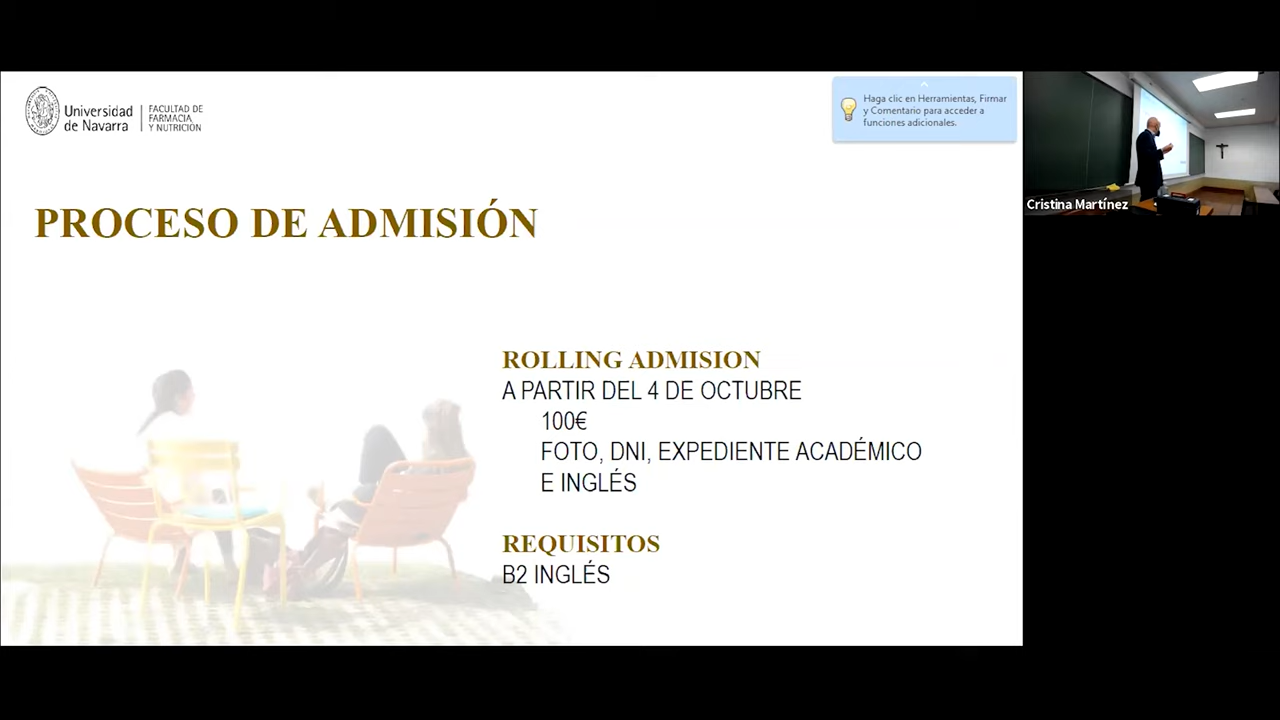 Universidad
de Navarra
FACULTAD DE
FARMACIA
Y NUTRICIÓN
Haga clic en Herramientas, Firmar
y Comentario para acceder a
funciones adicionales.
Cristina Martínez
PROCESO DE ADMISIÓN
ROLLING ADMISION
A PARTIR DEL 4 DE OCTUBRE
100€
FOTO, DNI, EXPEDIENTE ACADÉMICO
E INGLÉS
REQUISITOS
B2 INGLÉS